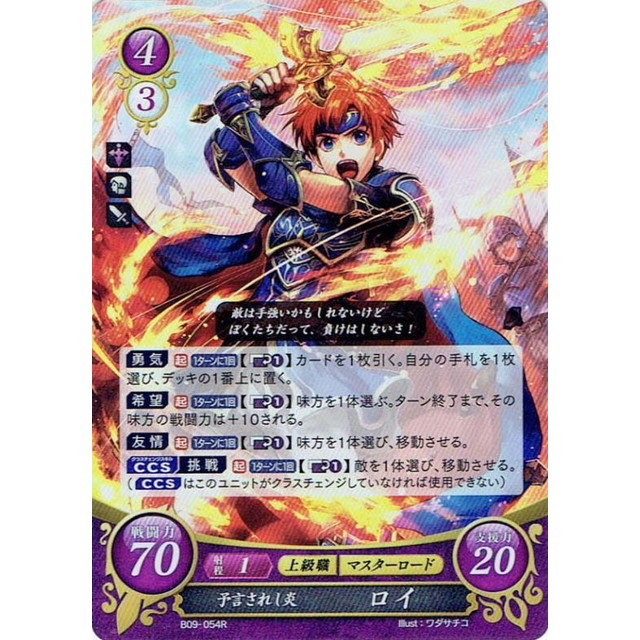 4
3
敵は手強いかもしれないけど
ぼくたちだって、負けはしないさ！
勇気 起 1ターンに1回 【1】カードを1枚引く。自分の手札を1枚
選び、デッキの1番上に置く。
希望 起 1ターンに1回 【1】味方を1体選ぶ。ターン終了まで、その
味方の戦闘力は＋10される。
友情 起 1ターンに1回 【1】味方を1体選び、移動させる。
クラスチェンジスキル
CCS 挑戦 起 1ターンに1回 【1】敵を1体選び、移動させる。
（CCSはこのユニットがクラスチェンジしていなければ使用できない）
戦闘力
70
射程 1 上級職 マスターロード
支援力
20
予言されし炎 ロイ
B09-054R
Illust：ワダサチコ